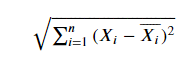 √∑ⁿᵢ₌₁ (Xᵢ − X̅ᵢ)²